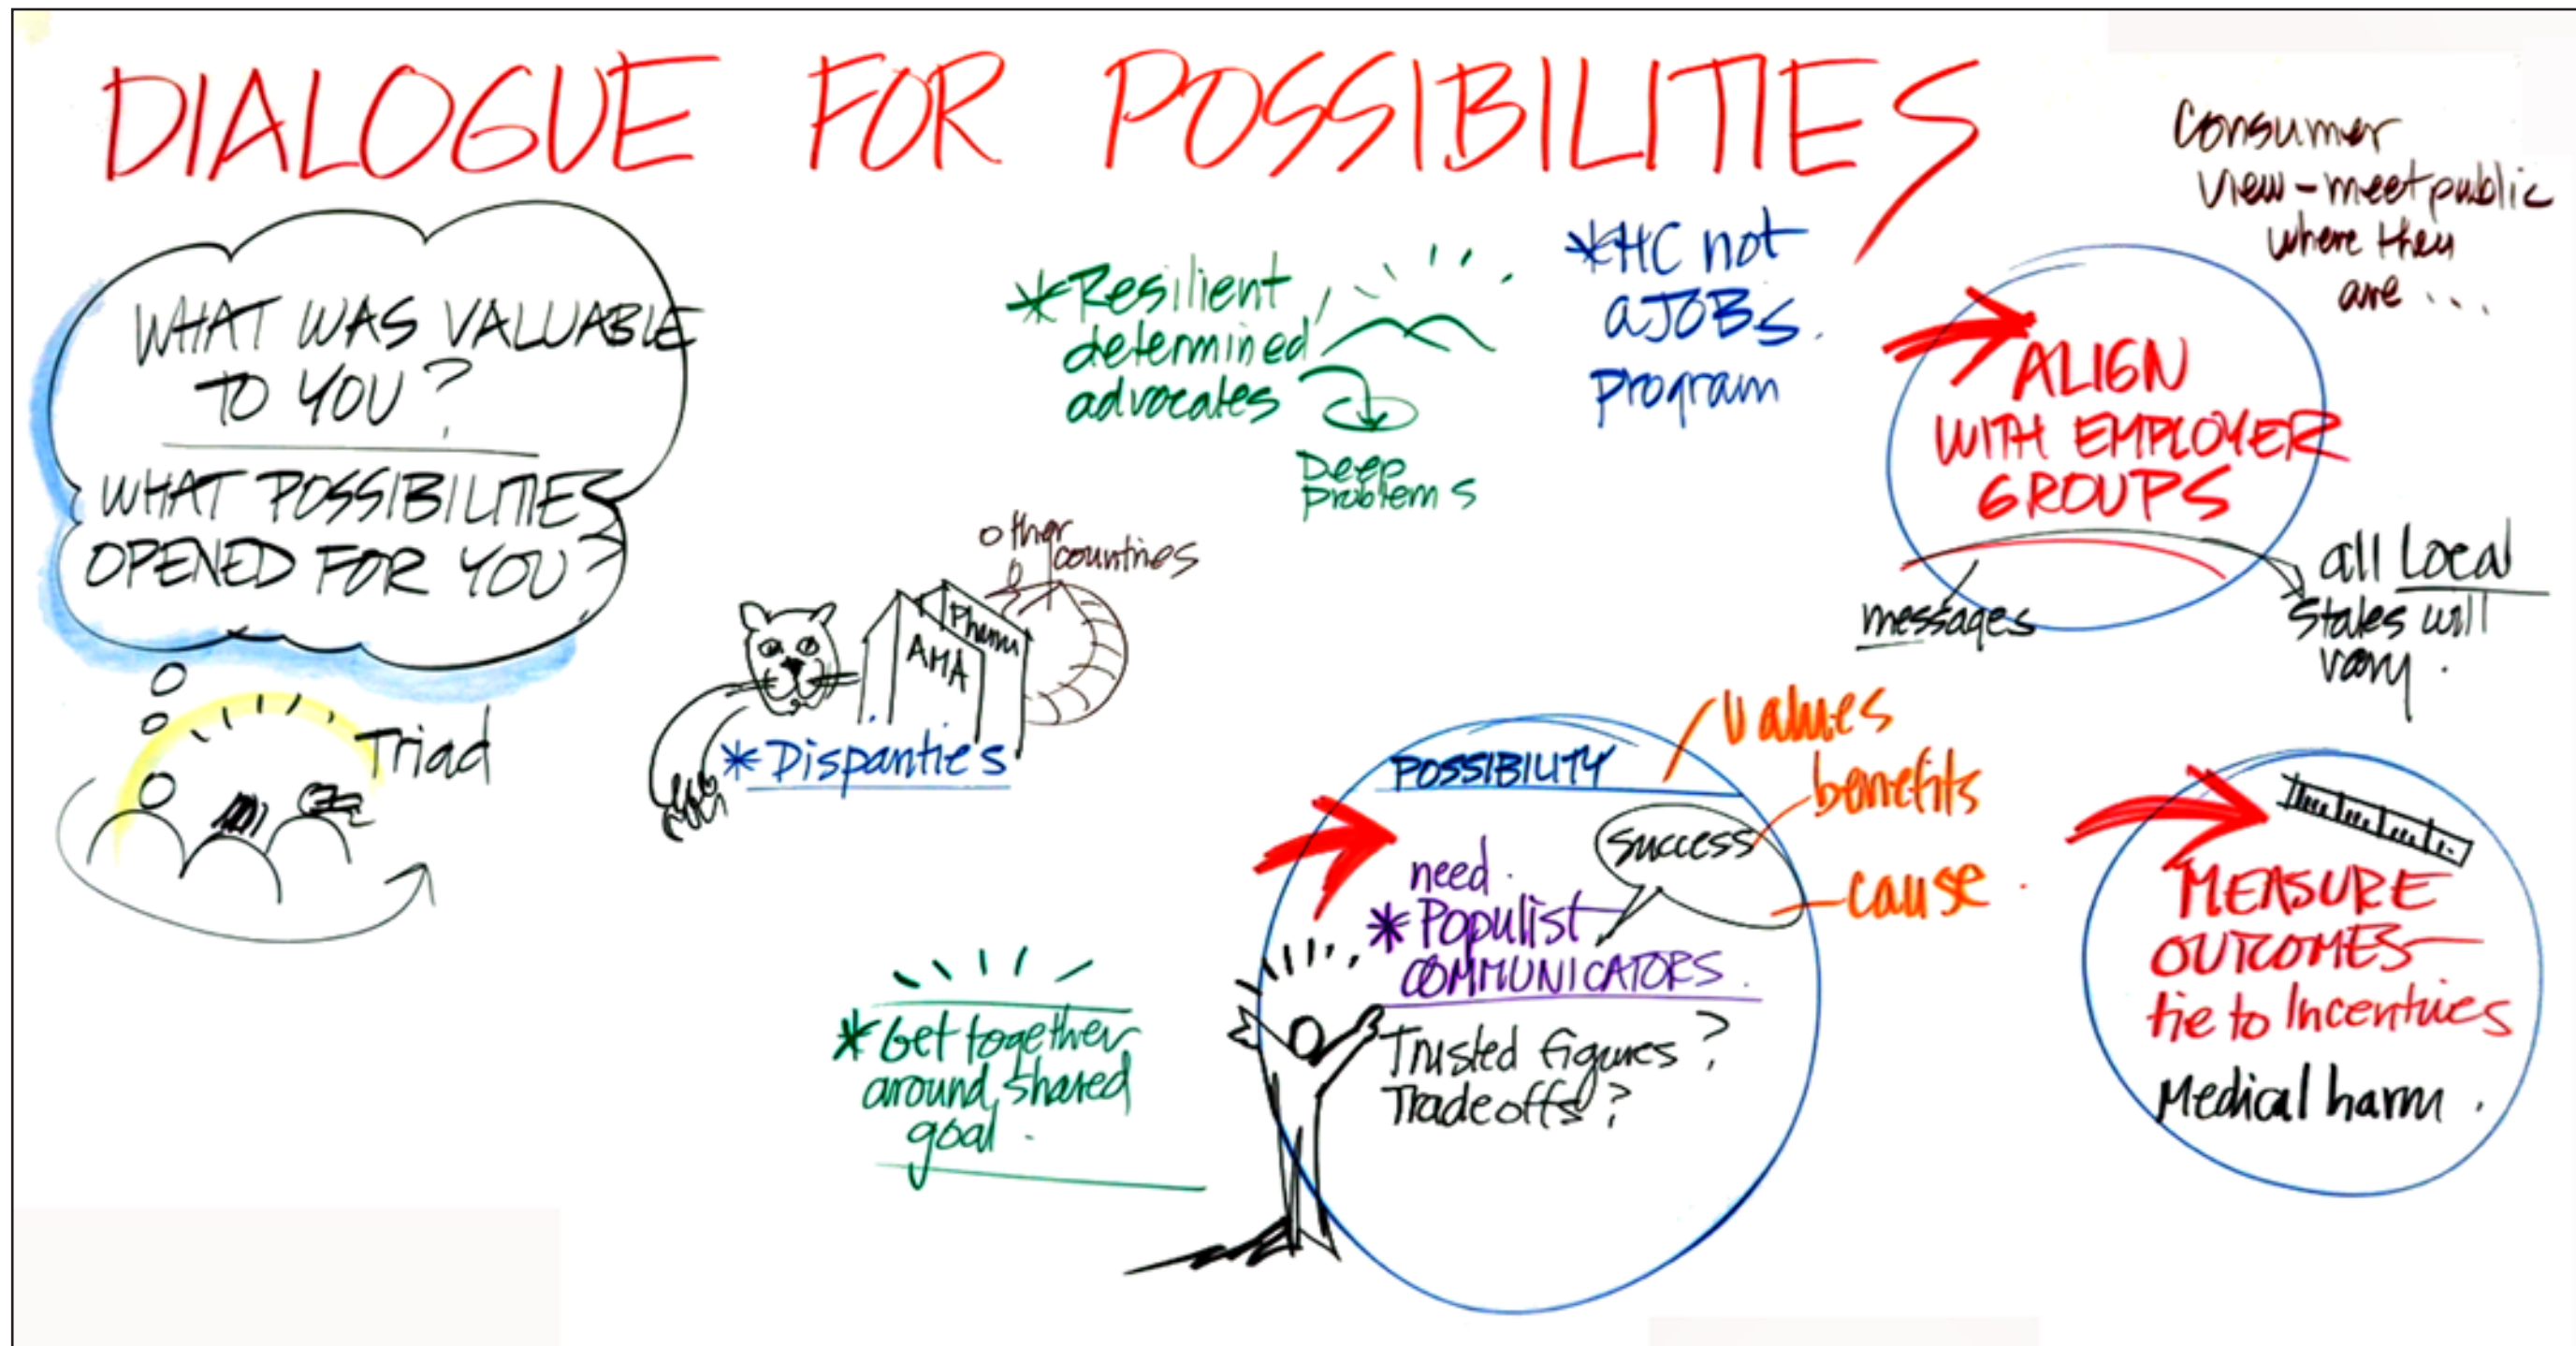 DIALOGUE FOR POSSIBILITIES
WHAT WAS VALUABLE
TO YOU?
WHAT POSSIBILITIES
OPENED FOR YOU?
Triad
*Resilient
determined
advocates
Deep
problems
*HC not
a JOBS
program
Consumer
view - meet public
where they
are ...
ALIGN
WITH EMPLOYER
GROUPS
messages
all Local
States will
vary.
other
countries
Pharm
AMA
* Disparities
POSSIBILITY
values
benefits
cause
Success
need
* Populist
COMMUNICATORS.
Trusted figures?
Tradeoffs?
* Get together
around shared
goal.
MEASURE
OUTCOMES
tie to Incentives
Medical harm.